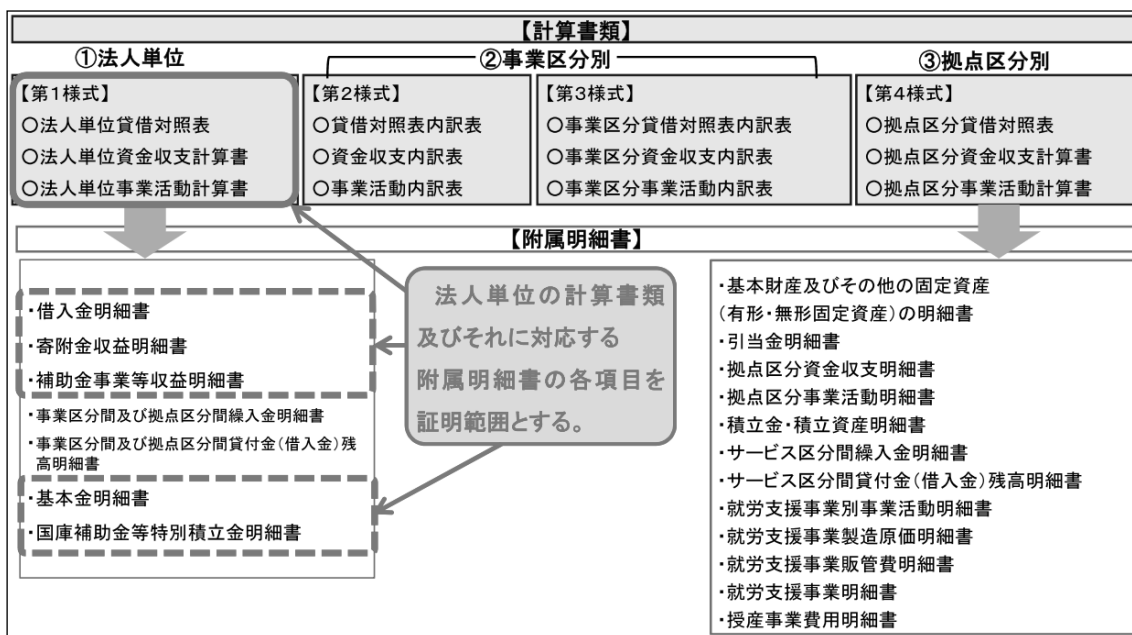 【計算書類】
①法人単位
②事業区分別
③拠点区分別
【第1様式】
○法人単位貸借対照表
○法人単位資金収支計算書
○法人単位事業活動計算書
【第2様式】
○貸借対照表内訳表
○資金収支内訳表
○事業活動内訳表
【第3様式】
○事業区分貸借対照表内訳表
○事業区分資金収支内訳表
○事業区分事業活動内訳表
【第4様式】
○拠点区分貸借対照表
○拠点区分資金収支計算書
○拠点区分事業活動計算書
【附属明細書】
・借入金明細書
・寄附金収益明細書
・補助金事業等収益明細書
・事業区分間及び拠点区分間繰入金明細書
・事業区分間及び拠点区分間貸付金(借入金)残
高明細書
・基本金明細書
・国庫補助金等特別積立金明細書
法人単位の計算書類
及びそれに対応する
附属明細書の各項目を
証明範囲とする。
・基本財産及びその他の固定資産
(有形・無形固定資産)の明細書
・引当金明細書
・拠点区分資金収支明細書
・拠点区分事業活動明細書
・積立金・積立資産明細書
・サービス区分間繰入金明細書
・サービス区分間貸付金(借入金)残高明細書
・就労支援事業別事業活動明細書
・就労支援事業製造原価明細書
・就労支援事業販管費明細書
・就労支援事業明細書
・授産事業費用明細書